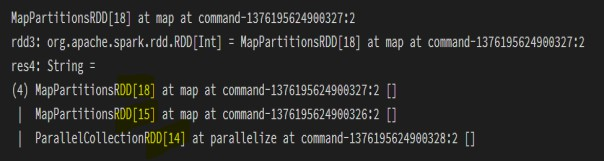 MapPartitionsRDD[18] at map at command-1376195624900327:2
rdd3: org.apache.spark.rdd.RDD[Int] = MapPartitionsRDD[18] at map at command-1376195624900327:2
res4: String =
(4) MapPartitionsRDD[18] at map at command-1376195624900327:2 []
 |  MapPartitionsRDD[15] at map at command-1376195624900326:2 []
 |  ParallelCollectionRDD[14] at parallelize at command-1376195624900328:2 []